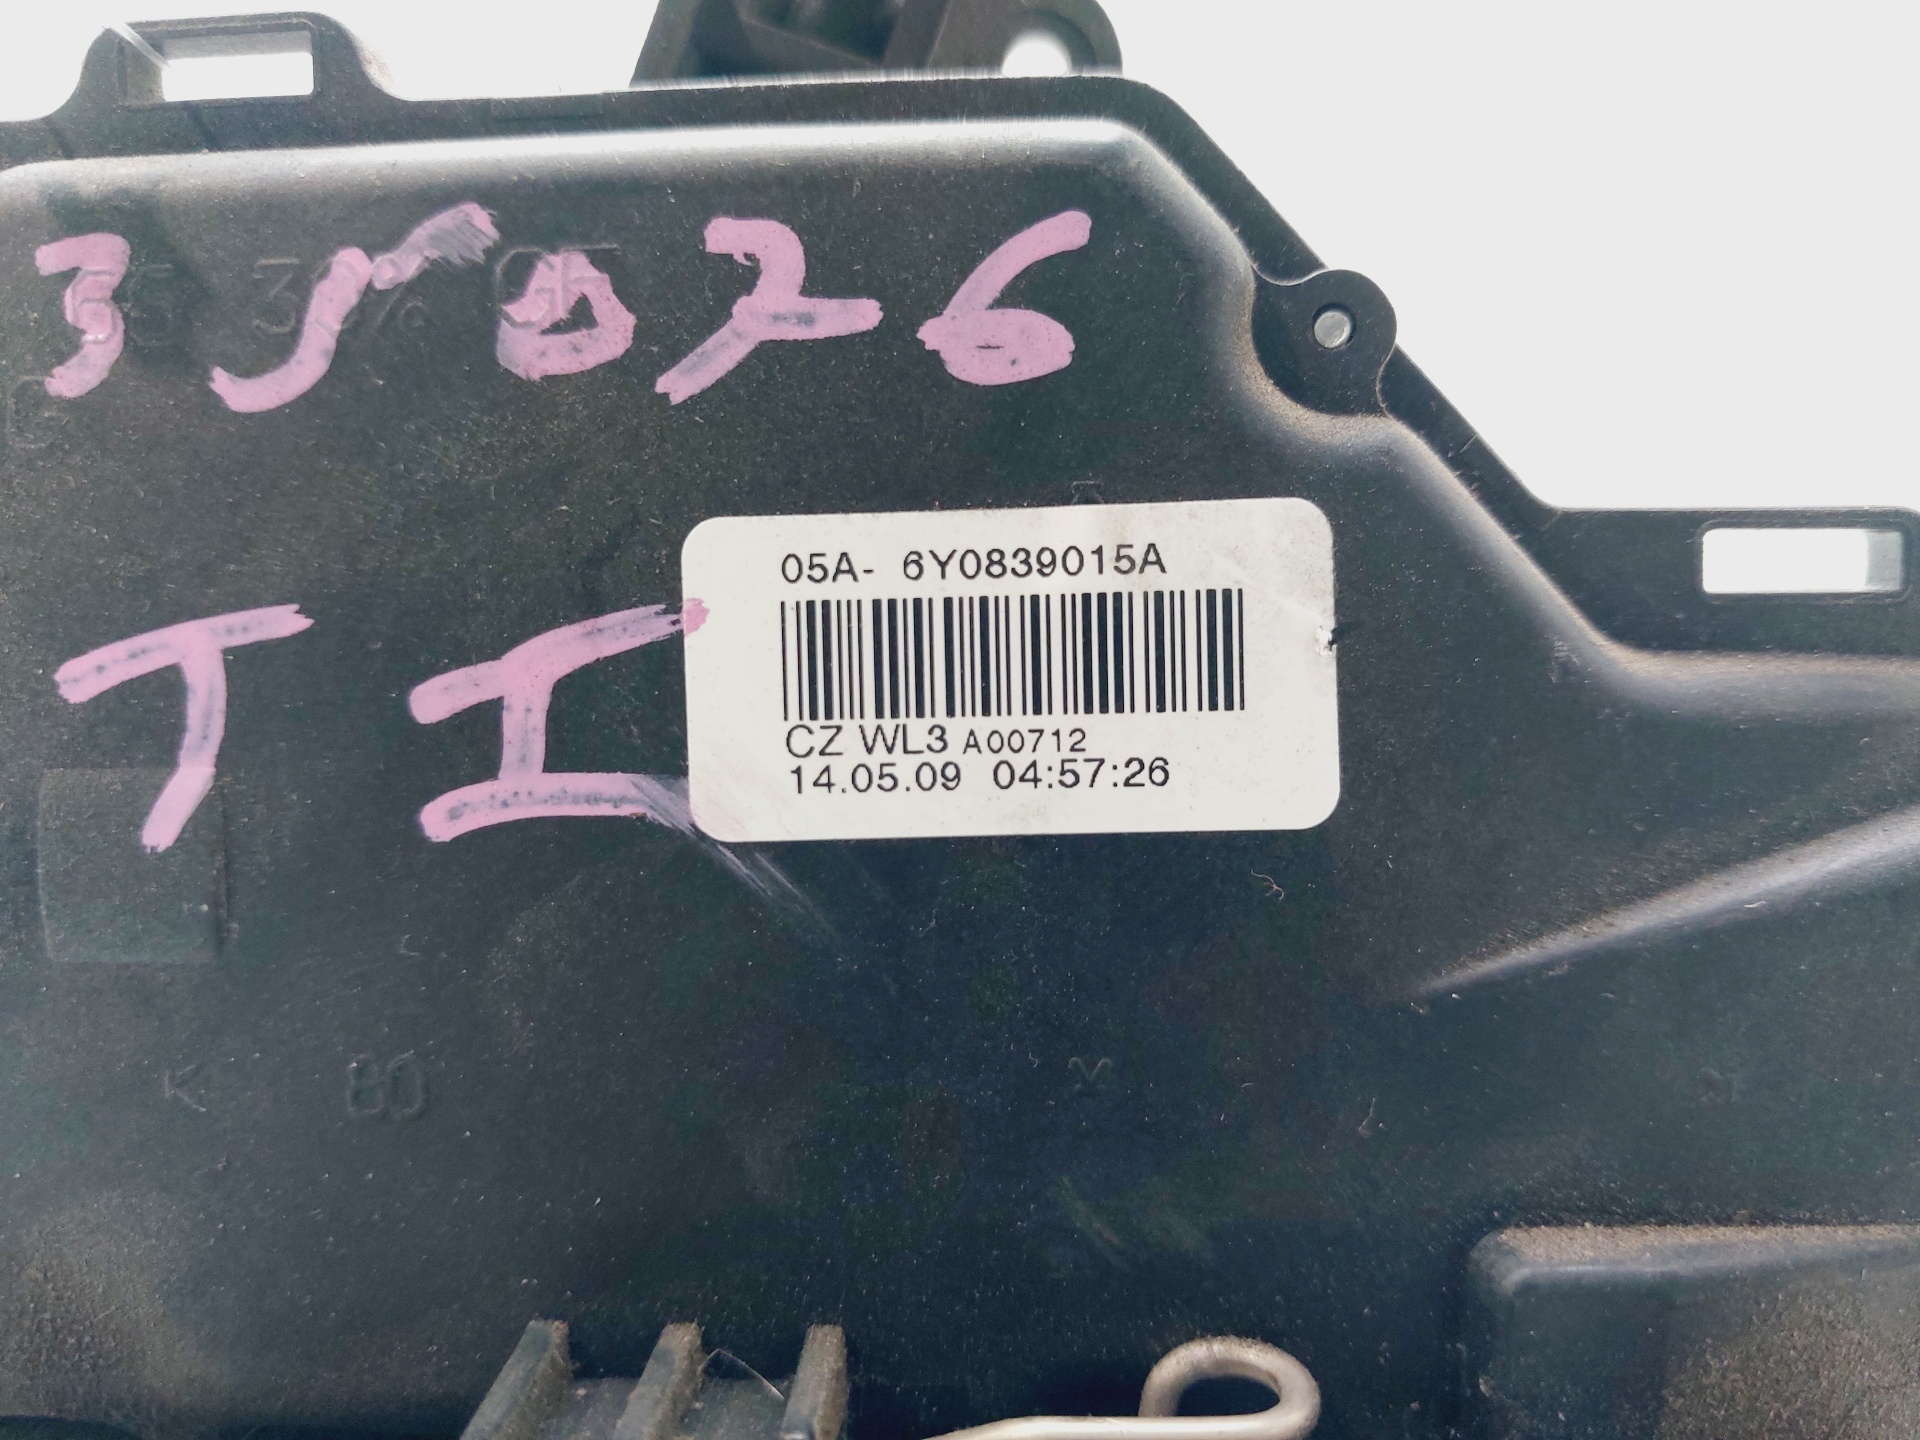 35026
05A- 6Y0839015A
TI
CZ WL3 A00712
14.05.09 04:57:26
80